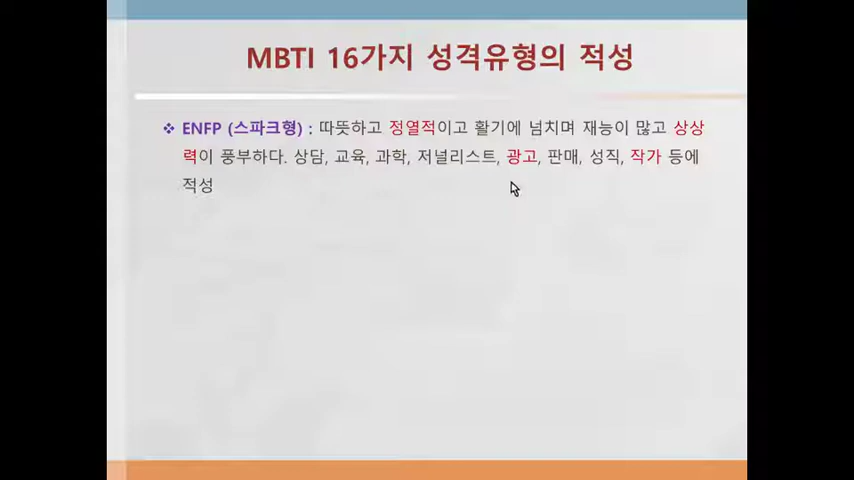 MBTI 16가지 성격유형의 적성
❖ ENFP (스파크형) : 따뜻하고 정열적이고 활기에 넘치며 재능이 많고 상상
력이 풍부하다. 상담, 교육, 과학, 저널리스트, 광고, 판매, 성직, 작가 등에
적성